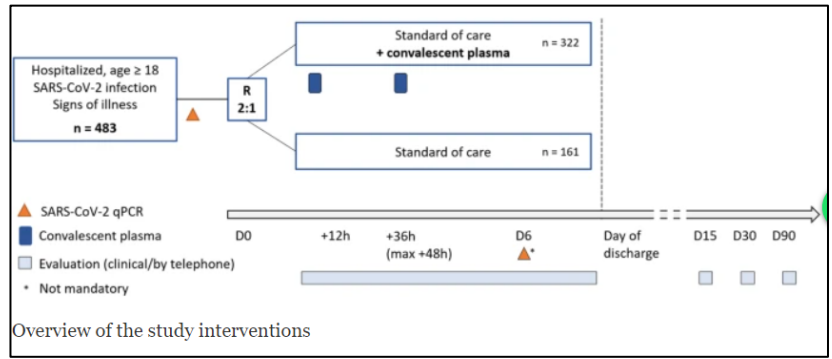 Hospitalized, age ≥ 18
SARS-CoV-2 infection
Signs of illness
n = 483
R
2:1
Standard of care
+ convalescent plasma
n = 322
Standard of care
n = 161
SARS-CoV-2 qPCR
Convalescent plasma
Evaluation (clinical/by telephone)
* Not mandatory
D0
+12h
+36h
(max +48h)
D6
*
Day of
discharge
D15
D30
D90
Overview of the study interventions